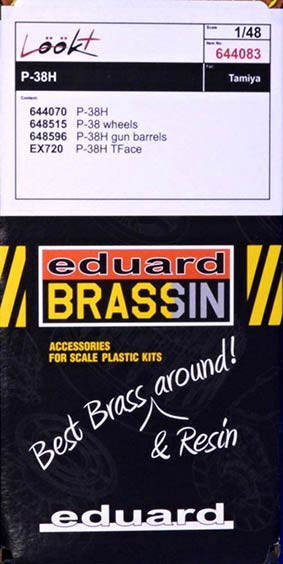 Löök+
Scale 1/48
Item No. 644083
P-38H
For: Tamiya
Content:
644070 P-38H
648515 P-38 wheels
648596 P-38H gun barrels
EX720 P-38H TFace
eduard
BRASSIN
ACCESSORIES
FOR SCALE PLASTIC KITS
Best Brass around!
& Resin
eduard